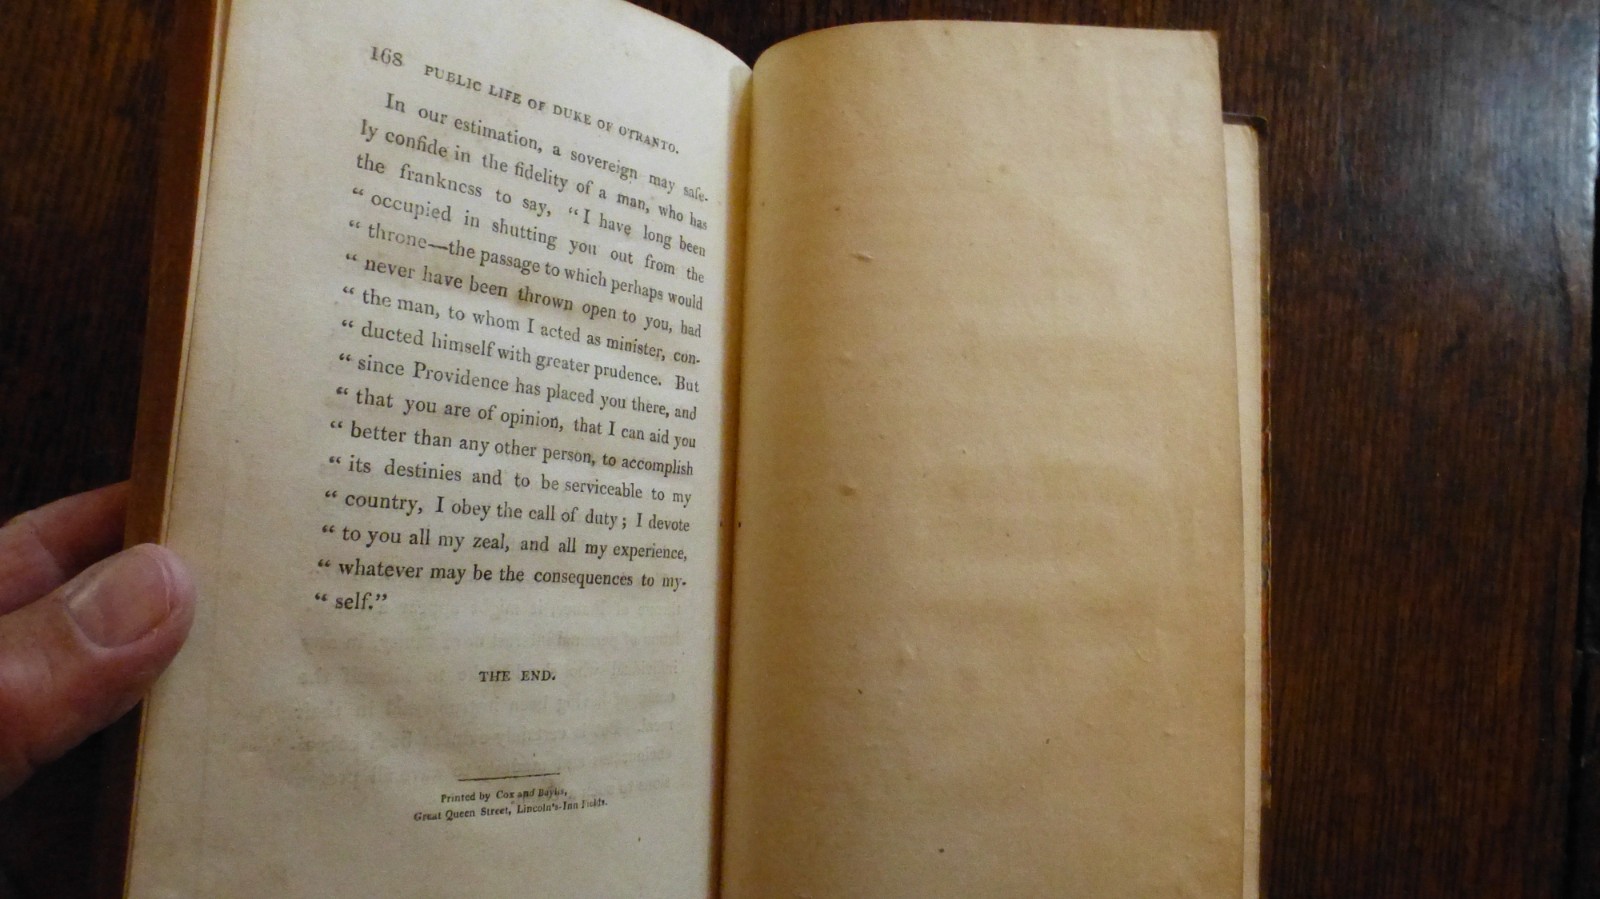 168 PUBLIC LIFE OF DUKE OF OTRANTO.
In our estimation, a sovereign may safe-
ly confide in the fidelity of a man, who has
the frankness to say, “I have long been
“ occupied in shutting you out from the
“ throne—the passage to which perhaps would
“ never have been thrown open to you, had
“ the man, to whom I acted as minister, con-
“ ducted himself with greater prudence. But
“ since Providence has placed you there, and
“ that you are of opinion, that I can aid you
“ better than any other person, to accomplish
“ its destinies and to be serviceable to my
“ country, I obey the call of duty; I devote
“ to you all my zeal, and all my experience,
“ whatever may be the consequences to my-
“ self.”
THE END.
Printed by Cox and Baylis,
Great Queen Street, Lincoln's-Inn Fields.